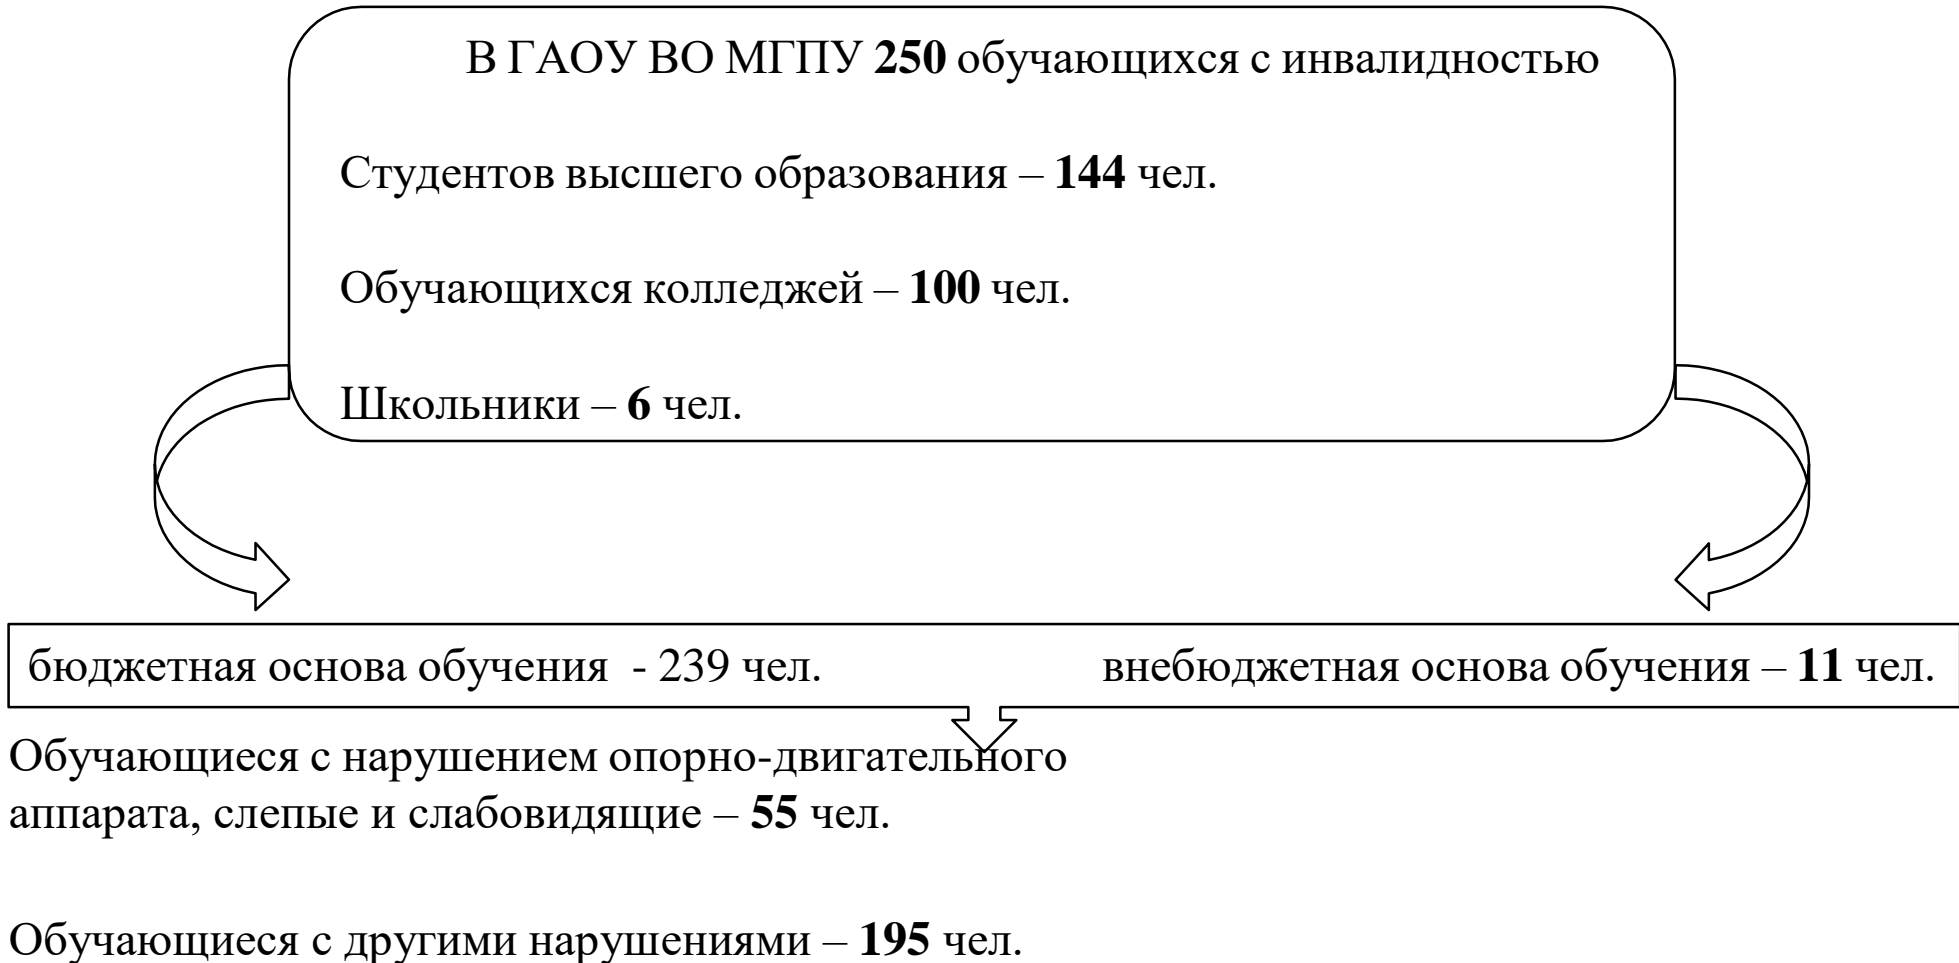 В ГАОУ ВО МГПУ 250 обучающихся с инвалидностью
Студентов высшего образования – 144 чел.
Обучающихся колледжей – 100 чел.
Школьники – 6 чел.
бюджетная основа обучения - 239 чел. внебюджетная основа обучения – 11 чел.
Обучающиеся с нарушением опорно-двигательного
аппарата, слепые и слабовидящие – 55 чел.
Обучающиеся с другими нарушениями – 195 чел.